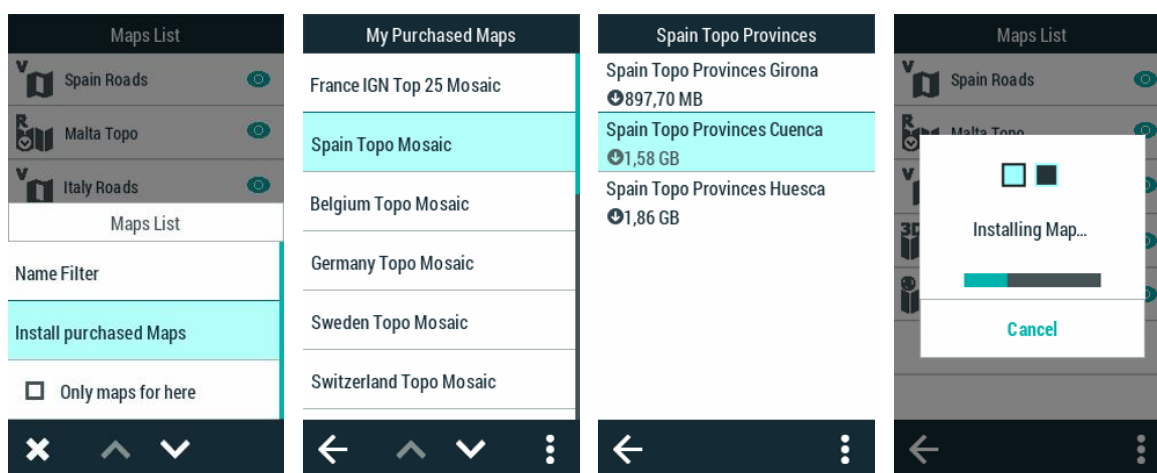 Maps List
V
Spain Roads
R
Malta Topo
V
Italy Roads
Maps List
Name Filter
Install purchased Maps
Only maps for here
My Purchased Maps
France IGN Top 25 Mosaic
Spain Topo Mosaic
Belgium Topo Mosaic
Germany Topo Mosaic
Sweden Topo Mosaic
Switzerland Topo Mosaic
Spain Topo Provinces
Spain Topo Provinces Girona
897,70 MB
Spain Topo Provinces Cuenca
1,58 GB
Spain Topo Provinces Huesca
1,86 GB
Maps List
V
Spain Roads
R
Malta Topo
V
3D
Installing Map...
Cancel